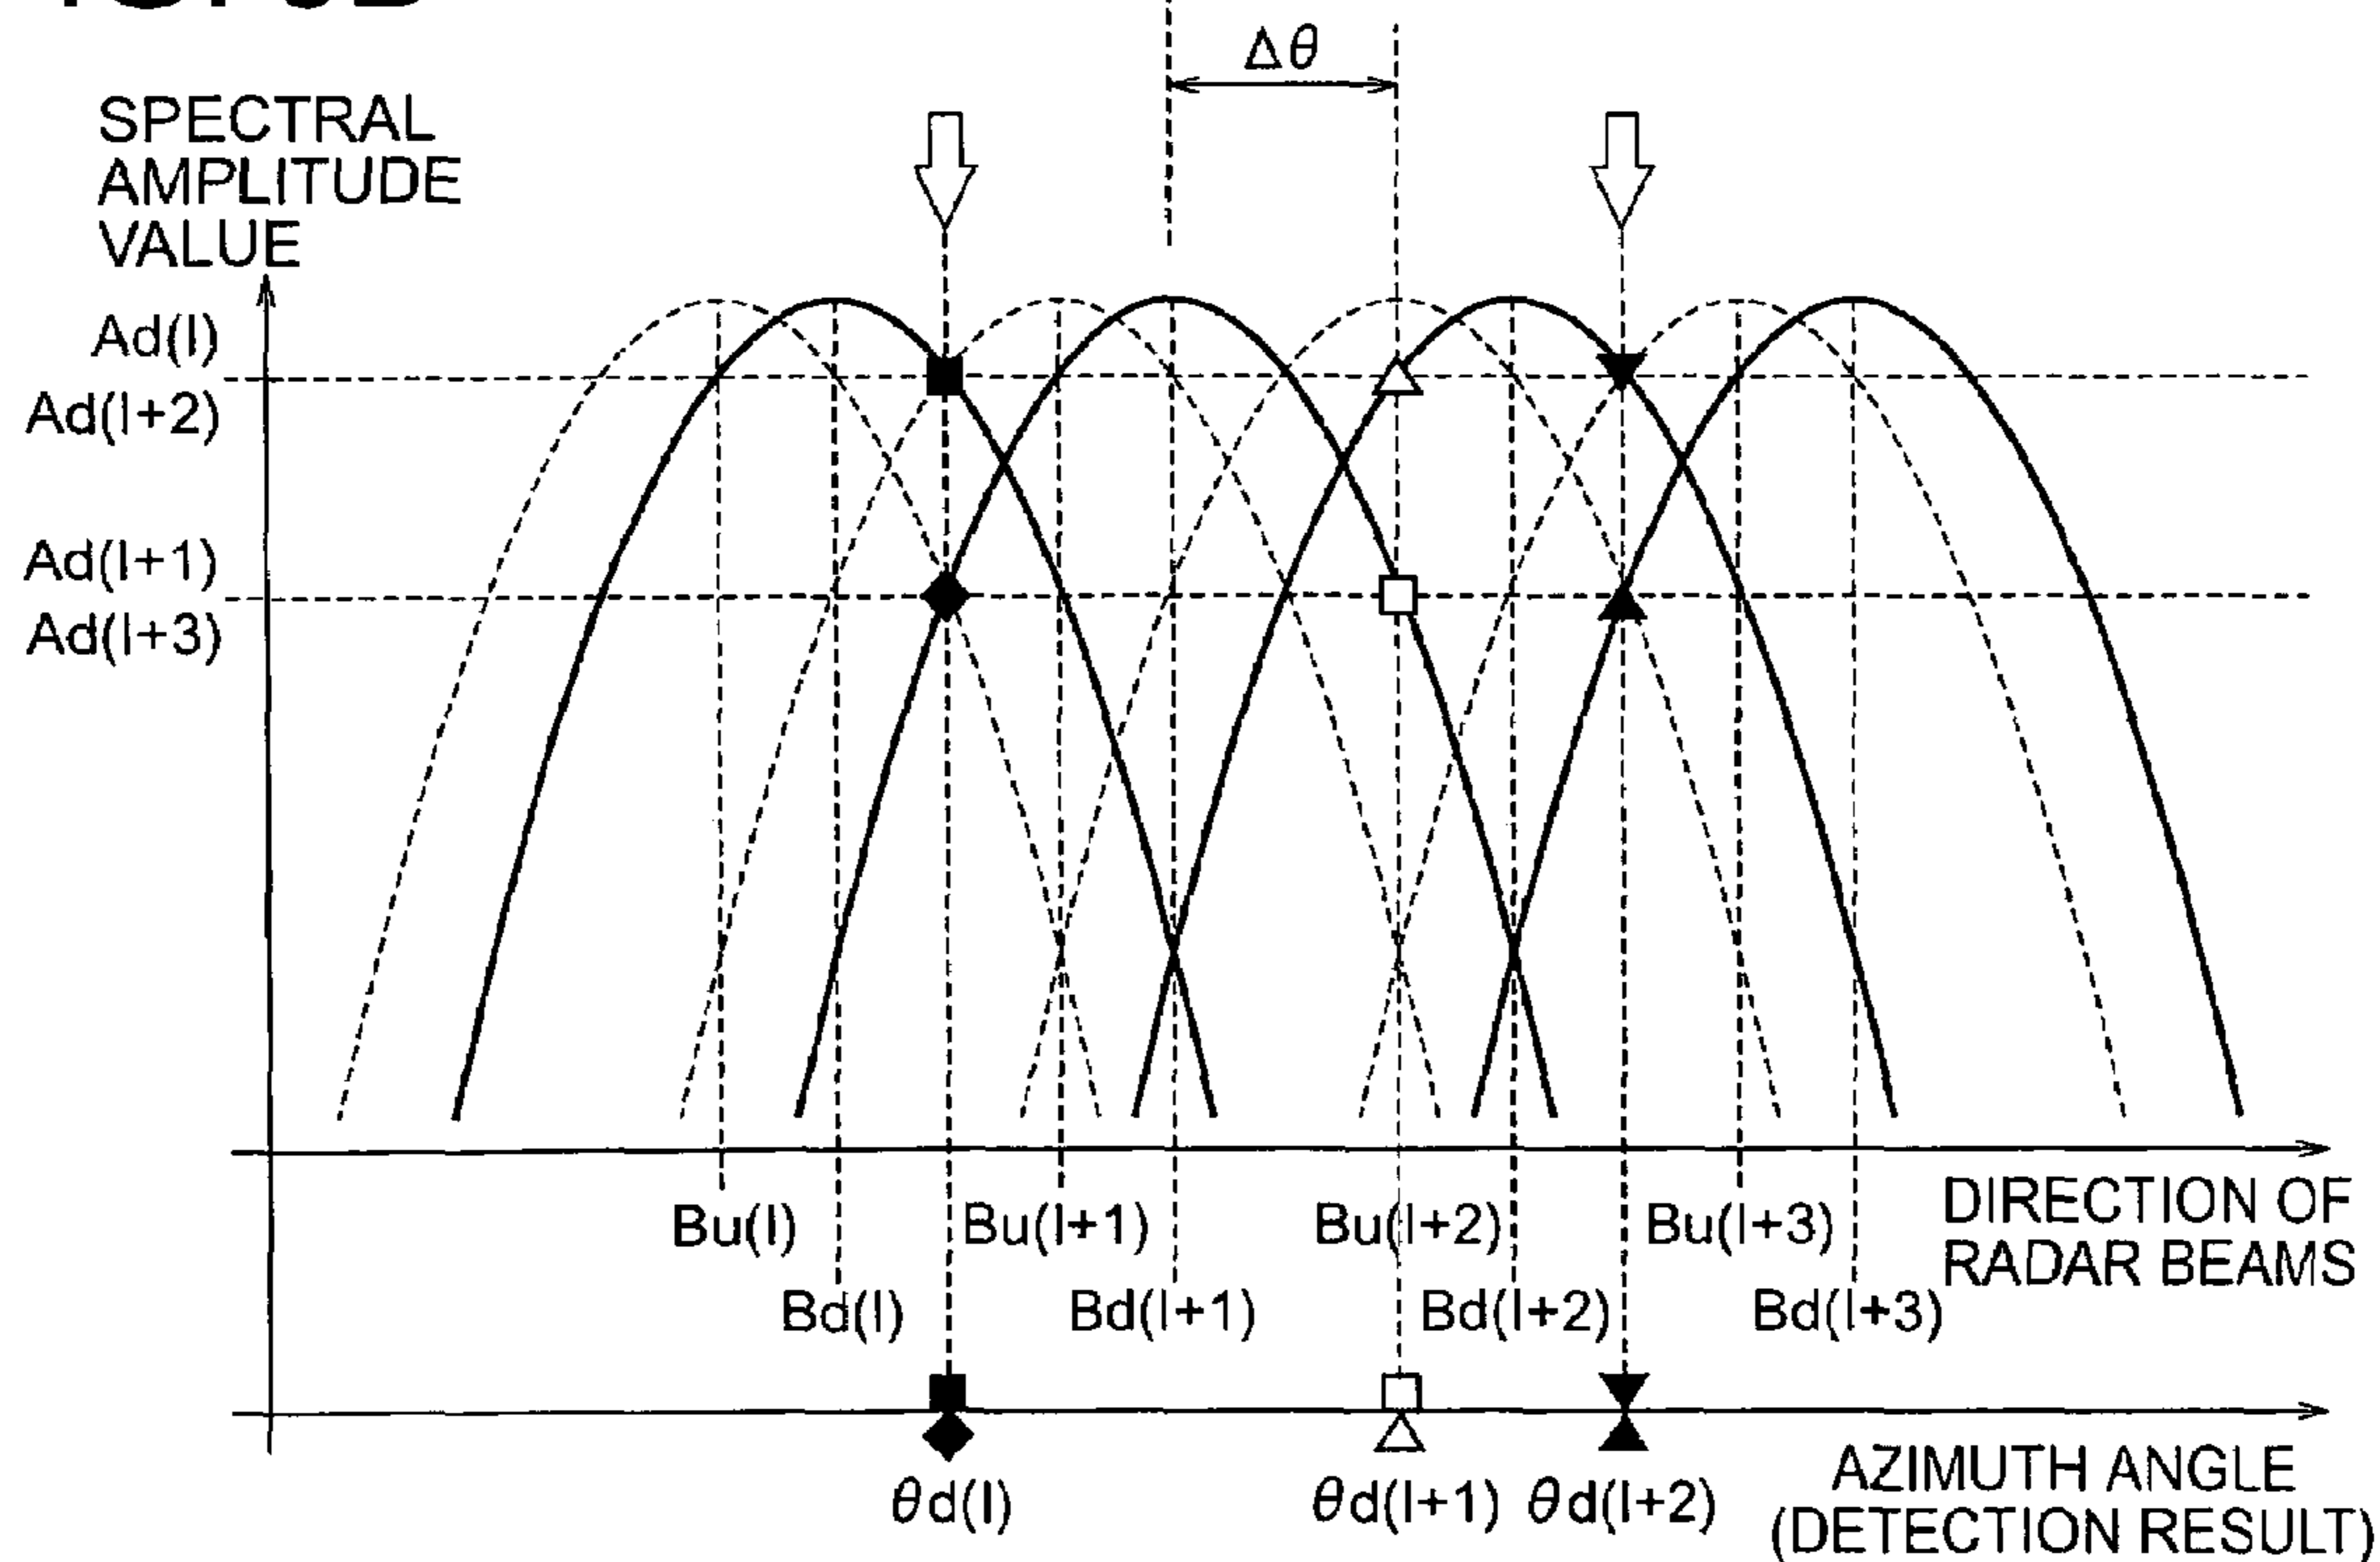 Δθ
SPECTRAL
AMPLITUDE
VALUE
Ad(l)
Ad(l+2)
Ad(l+1)
Ad(l+3)
Bu(l) Bu(l+1) Bu(l+2) Bu(l+3)
DIRECTION OF
RADAR BEAMS
Bd(l) Bd(l+1) Bd(l+2) Bd(l+3)
θd(l) θd(l+1) θd(l+2)
AZIMUTH ANGLE
(DETECTION RESULT)